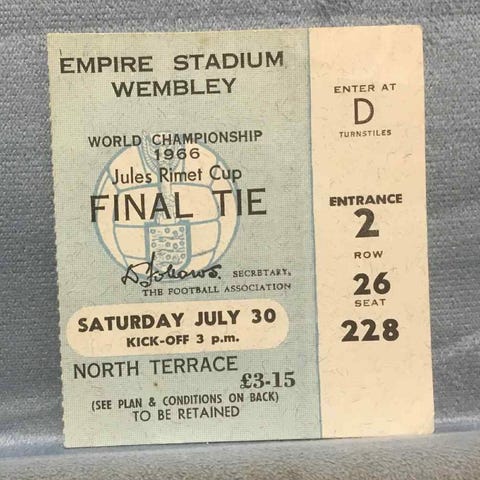 EMPIRE STADIUM
WEMBLEY
WORLD CHAMPIONSHIP
1966
Jules Rimet Cup
FINAL TIE
D Follows. SECRETARY,
THE FOOTBALL ASSOCIATION
SATURDAY JULY 30
KICK-OFF 3 p.m.
NORTH TERRACE
£3-15
(SEE PLAN & CONDITIONS ON BACK)
TO BE RETAINED
ENTER AT
D
TURNSTILES
ENTRANCE
2
ROW
26
SEAT
228